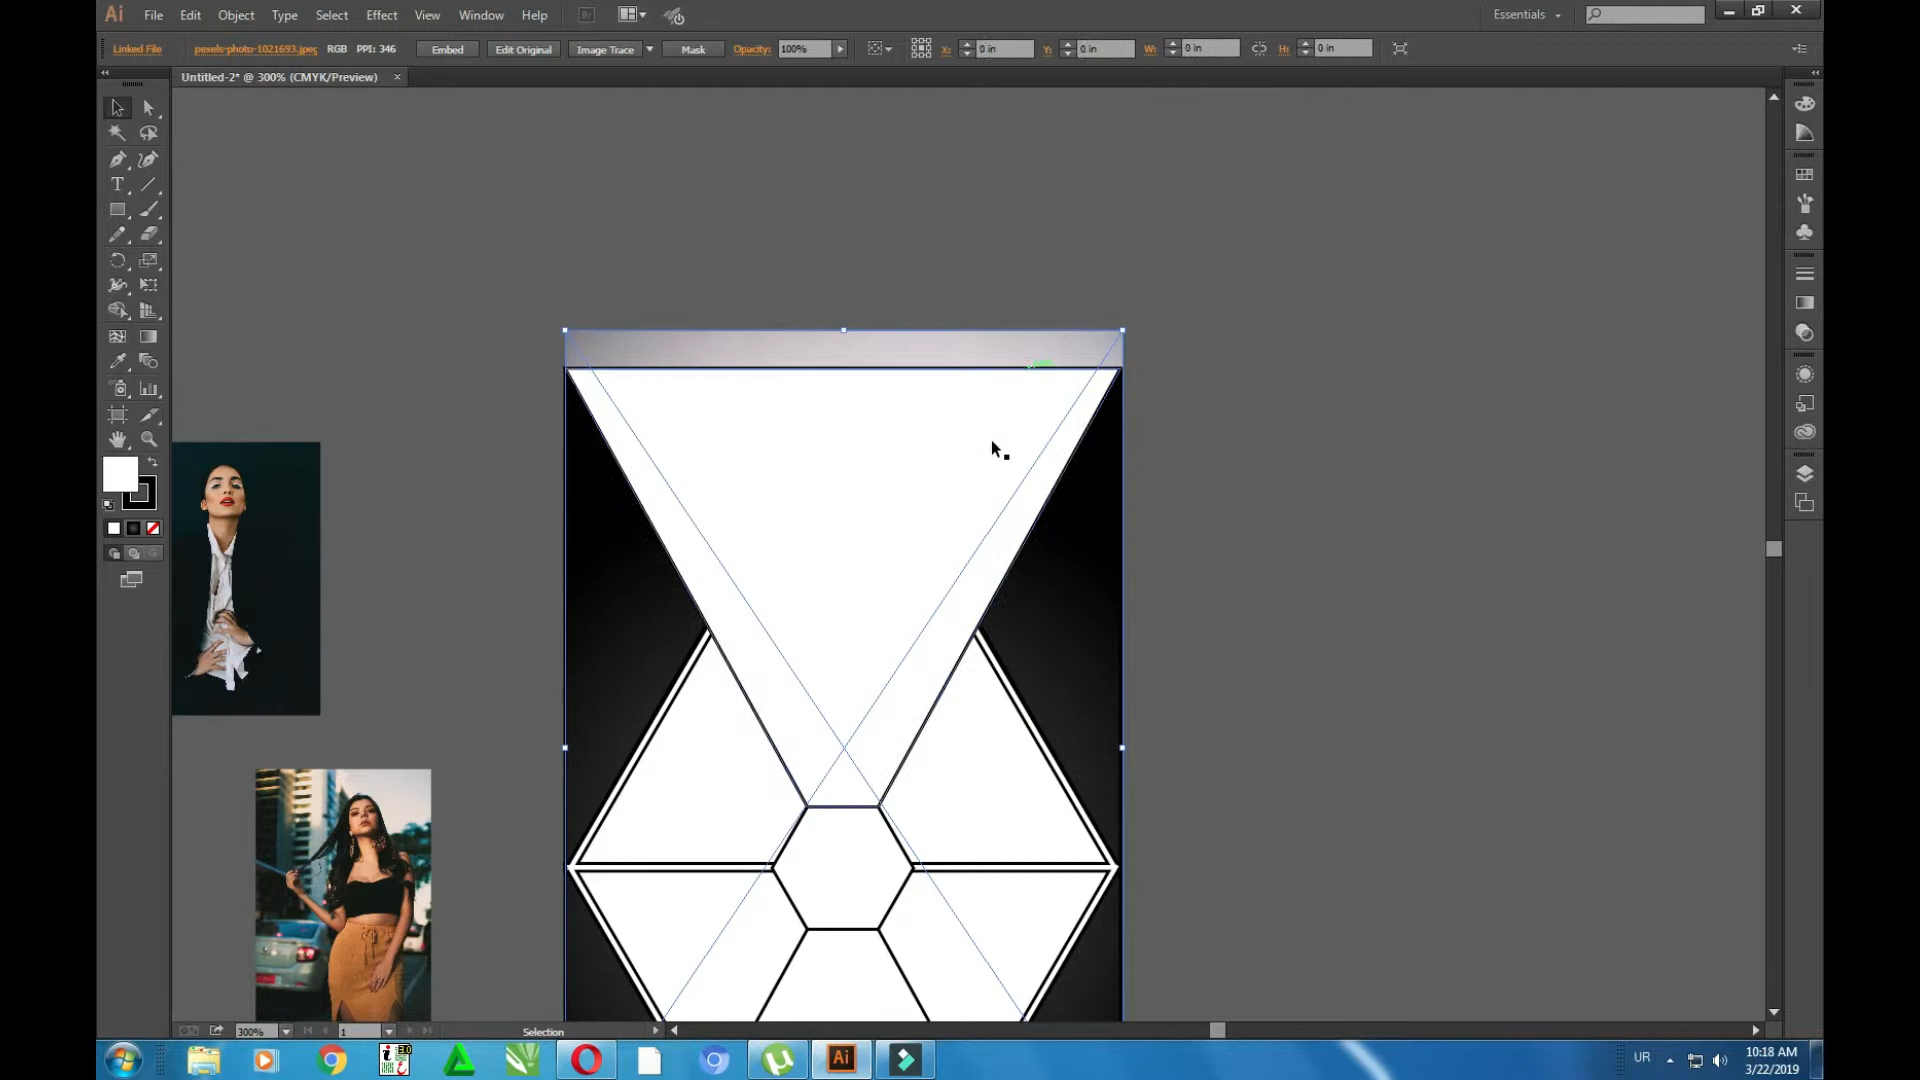 Ai File Edit Object Type Select Effect View Window Help Br Essentials
Linked File pexels-photo-1021693.jpeg RGB PPI: 346 Embed Edit Original Image Trace Mask Opacity: 100% X: 0 in Y: 0 in W: 0 in H: 0 in
Untitled-2* @ 300% (CMYK/Preview)
T
300% 1 Selection
Ai UR 10:18 AM
3/22/2019